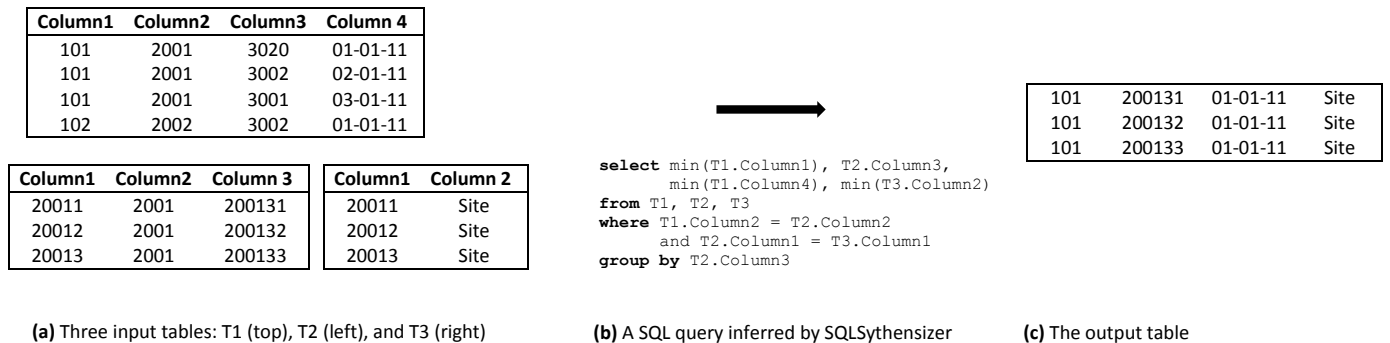 Column1 Column2 Column3 Column 4
101 2001 3020 01-01-11
101 2001 3002 02-01-11
101 2001 3001 03-01-11
102 2002 3002 01-01-11
Column1 Column2 Column 3
20011 2001 200131
20012 2001 200132
20013 2001 200133
Column1 Column 2
20011 Site
20012 Site
20013 Site
(a) Three input tables: T1 (top), T2 (left), and T3 (right)
select min(T1.Column1), T2.Column3,
min(T1.Column4), min(T3.Column2)
from T1, T2, T3
where T1.Column2 = T2.Column2
and T2.Column1 = T3.Column1
group by T2.Column3
(b) A SQL query inferred by SQLSythensizer
101 200131 01-01-11 Site
101 200132 01-01-11 Site
101 200133 01-01-11 Site
(c) The output table